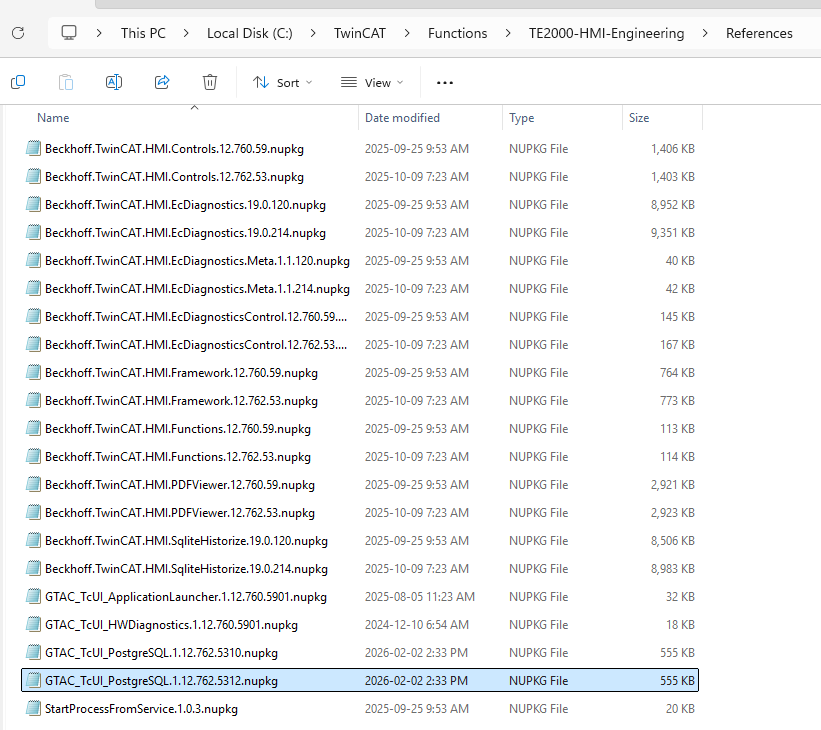 This PC > Local Disk (C:) > TwinCAT > Functions > TE2000-HMI-Engineering > References
Sort View ...
Name Date modified Type Size
Beckhoff.TwinCAT.HMI.Controls.12.760.59.nupkg 2025-09-25 9:53 AM NUPKG File 1,406 KB
Beckhoff.TwinCAT.HMI.Controls.12.762.53.nupkg 2025-10-09 7:23 AM NUPKG File 1,403 KB
Beckhoff.TwinCAT.HMI.EcDiagnostics.19.0.120.nupkg 2025-09-25 9:53 AM NUPKG File 8,952 KB
Beckhoff.TwinCAT.HMI.EcDiagnostics.19.0.214.nupkg 2025-10-09 7:23 AM NUPKG File 9,351 KB
Beckhoff.TwinCAT.HMI.EcDiagnostics.Meta.1.1.120.nupkg 2025-09-25 9:53 AM NUPKG File 40 KB
Beckhoff.TwinCAT.HMI.EcDiagnostics.Meta.1.1.214.nupkg 2025-10-09 7:23 AM NUPKG File 42 KB
Beckhoff.TwinCAT.HMI.EcDiagnosticsControl.12.760.59.... 2025-09-25 9:53 AM NUPKG File 145 KB
Beckhoff.TwinCAT.HMI.EcDiagnosticsControl.12.762.53.... 2025-10-09 7:23 AM NUPKG File 167 KB
Beckhoff.TwinCAT.HMI.Framework.12.760.59.nupkg 2025-09-25 9:53 AM NUPKG File 764 KB
Beckhoff.TwinCAT.HMI.Framework.12.762.53.nupkg 2025-10-09 7:23 AM NUPKG File 773 KB
Beckhoff.TwinCAT.HMI.Functions.12.760.59.nupkg 2025-09-25 9:53 AM NUPKG File 113 KB
Beckhoff.TwinCAT.HMI.Functions.12.762.53.nupkg 2025-10-09 7:23 AM NUPKG File 114 KB
Beckhoff.TwinCAT.HMI.PDFViewer.12.760.59.nupkg 2025-09-25 9:53 AM NUPKG File 2,921 KB
Beckhoff.TwinCAT.HMI.PDFViewer.12.762.53.nupkg 2025-10-09 7:23 AM NUPKG File 2,923 KB
Beckhoff.TwinCAT.HMI.SqliteHistorize.19.0.120.nupkg 2025-09-25 9:53 AM NUPKG File 8,506 KB
Beckhoff.TwinCAT.HMI.SqliteHistorize.19.0.214.nupkg 2025-10-09 7:23 AM NUPKG File 8,983 KB
GTAC_TcUI_ApplicationLauncher.1.12.760.5901.nupkg 2025-08-05 11:23 AM NUPKG File 32 KB
GTAC_TcUI_HWDiagnostics.1.12.760.5901.nupkg 2024-12-10 6:54 AM NUPKG File 18 KB
GTAC_TcUI_PostgreSQL.1.12.762.5310.nupkg 2026-02-02 2:33 PM NUPKG File 555 KB
GTAC_TcUI_PostgreSQL.1.12.762.5312.nupkg 2026-02-02 2:33 PM NUPKG File 555 KB
StartProcessFromService.1.0.3.nupkg 2025-09-25 9:53 AM NUPKG File 20 KB